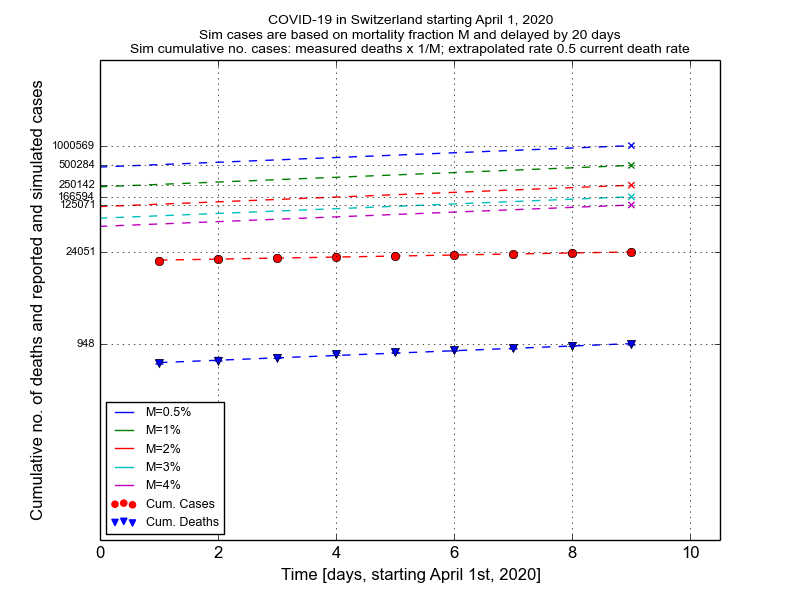 COVID-19 in Switzerland starting April 1, 2020
Sim cases are based on mortality fraction M and delayed by 20 days
Sim cumulative no. cases: measured deaths x 1/M; extrapolated rate 0.5 current death rate
Cumulative no. of deaths and reported and simulated cases
1000569
500284
250142
166594
125071
24051
948
M=0.5%
M=1%
M=2%
M=3%
M=4%
Cum. Cases
Cum. Deaths
0 2 4 6 8 10
Time [days, starting April 1st, 2020]